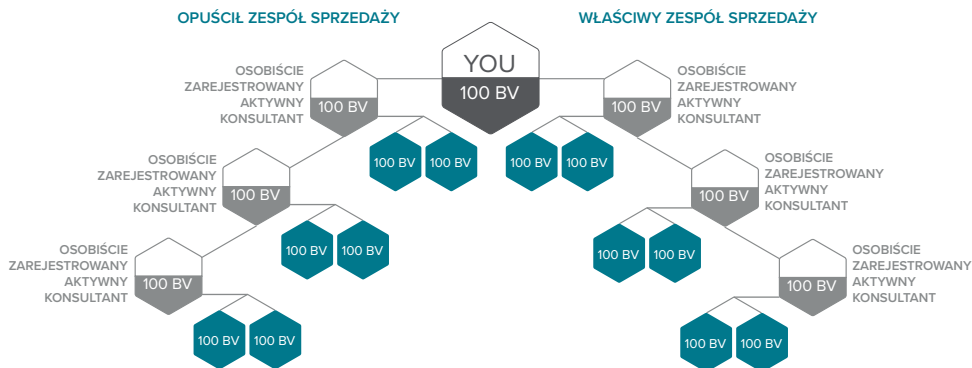 OPUŚCIŁ ZESPÓŁ SPRZEDAŻY
WŁAŚCIWY ZESPÓŁ SPRZEDAŻY
YOU
100 BV
OSOBIŚCIE
ZAREJESTROWANY
AKTYWNY
KONSULTANT
100 BV
100 BV
OSOBIŚCIE
ZAREJESTROWANY
AKTYWNY
KONSULTANT
100 BV
100 BV
100 BV
100 BV
OSOBIŚCIE
ZAREJESTROWANY
AKTYWNY
KONSULTANT
100 BV
100 BV
OSOBIŚCIE
ZAREJESTROWANY
AKTYWNY
KONSULTANT
100 BV
100 BV
100 BV
100 BV
OSOBIŚCIE
ZAREJESTROWANY
AKTYWNY
KONSULTANT
100 BV
100 BV
OSOBIŚCIE
ZAREJESTROWANY
AKTYWNY
KONSULTANT
100 BV
100 BV
100 BV
100 BV